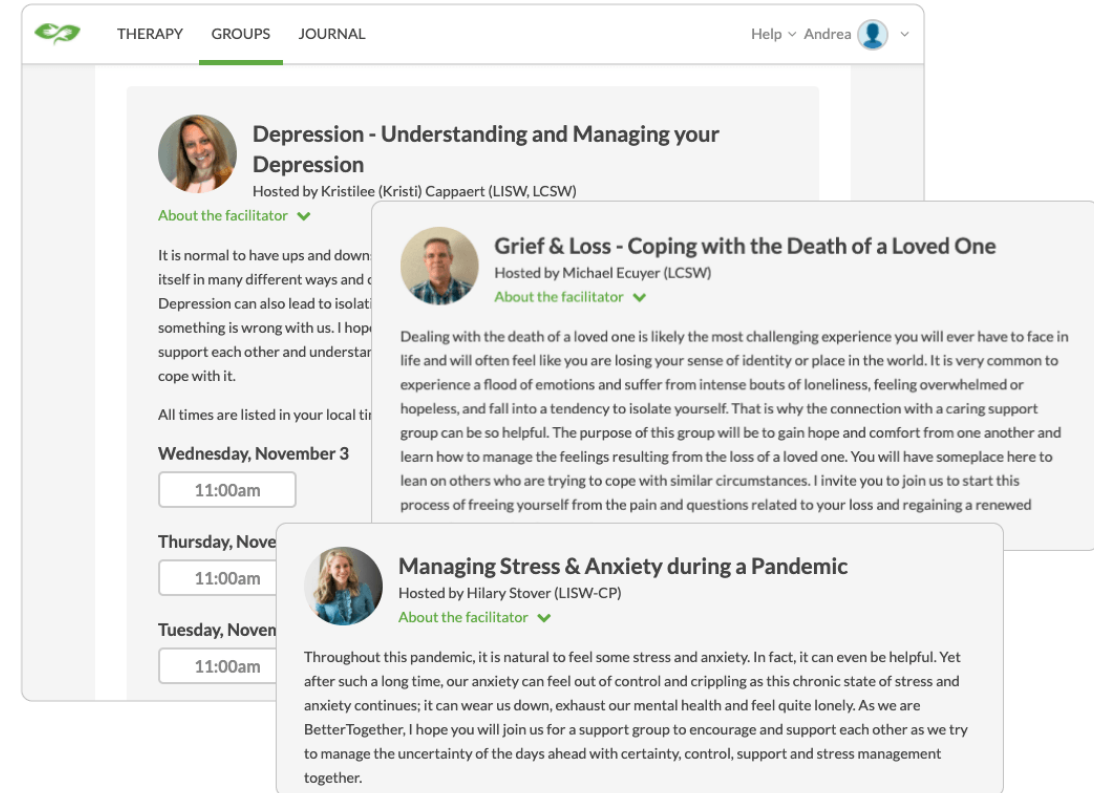 THERAPY GROUPS JOURNAL Help Andrea
Depression - Understanding and Managing your
Depression
Hosted by Kristilee (Kristi) Cappaert (LISW, LCSW)
About the facilitator
It is normal to have ups and down
itself in many different ways and
Depression can also lead to
something is wrong with us. I
support each other and
cope with it.
All times are listed in your local
Wednesday, November 3
11:00am
Thursday,
11:00am
Tuesday,
11:00am
Grief & Loss - Coping with the Death of a Loved One
Hosted by Michael Ecuyer (LCSW)
About the facilitator
Dealing with the death of a loved one is likely the most challenging experience you will ever have to face in
life and will often feel like you are losing your sense of identity or place in the world. It is very common to
experience a flood of emotions and suffer from intense bouts of loneliness, feeling overwhelmed or
hopeless, and fall into a tendency to isolate yourself. That is why the connection with a caring support
group can be so helpful. The purpose of this group will be to gain hope and comfort from one another and
learn how to manage the feelings resulting from the loss of a loved one. You will have someplace here to
lean on others who are trying to cope with similar circumstances. I invite you to join us to start this
process of freeing yourself from the pain and questions related to your loss and regaining a renewed
Managing Stress & Anxiety during a Pandemic
Hosted by Hilary Stover (LISW-CP)
About the facilitator
Throughout this pandemic, it is natural to feel some stress and anxiety. In fact, it can even be helpful. Yet
after such a long time, our anxiety can feel out of control and crippling as this chronic state of stress and
anxiety continues; it can wear us down, exhaust our mental health and feel quite lonely. As we are
BetterTogether, I hope you will join us for a support group to encourage and support each other as we try
to manage the uncertainty of the days ahead with certainty, control, support and stress management
together.